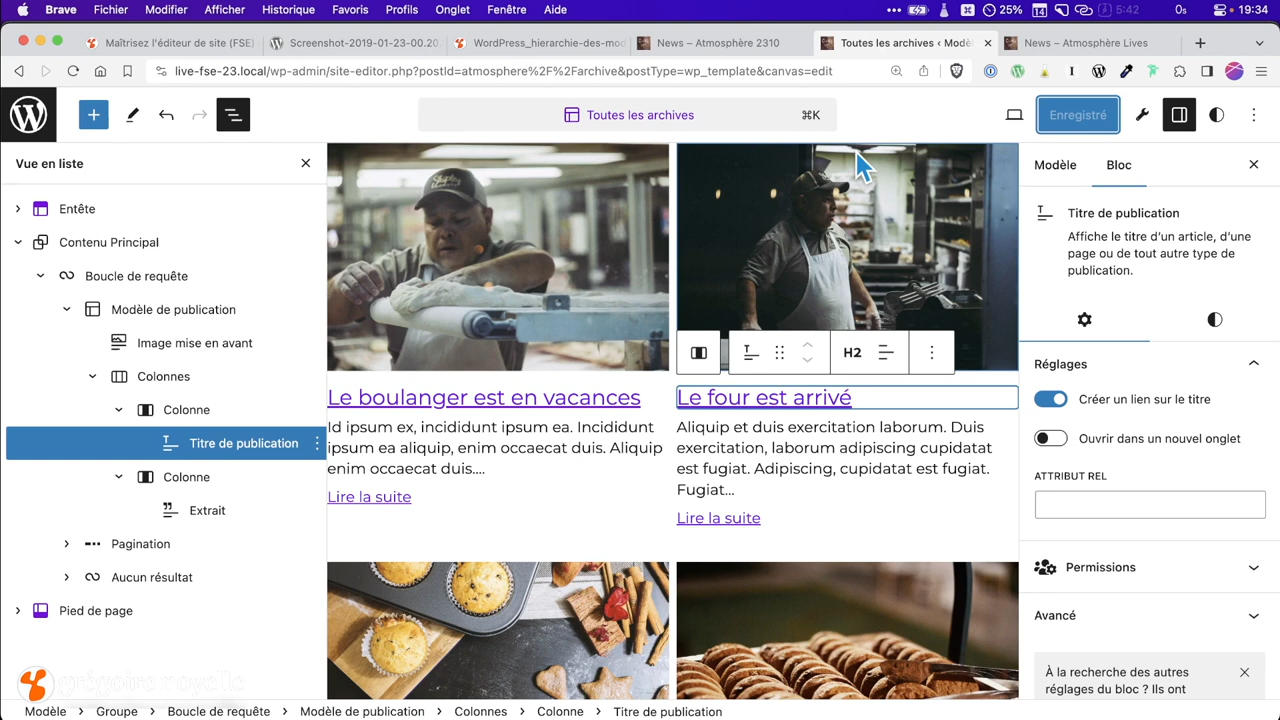 Brave Fichier Modifier Afficher Historique Favoris Profils Onglet Fenêtre Aide
25% 14 5:42 0s 19:34
Maîtrisez l'éditeur de site (FSE)
Screenshot-2019-01-23-00.20
WordPress_hierarchie-des-mod
News – Atmosphère 2310
Toutes les archives ‹ Modèl
News – Atmosphère Lives
live-fse-23.local/wp-admin/site-editor.php?postId=atmosphere%2F%2Farchive&postType=wp_template&canvas=edit
Toutes les archives ⌘K
Enregistré
Vue en liste
Modèle Bloc
Entête
Contenu Principal
Boucle de requête
Modèle de publication
Image mise en avant
Colonnes
Colonne
Titre de publication
Colonne
Extrait
Pagination
Aucun résultat
Pied de page
H2
Le boulanger est en vacances
Id ipsum ex, incididunt ipsum ea. Incididunt
ipsum ea aliquip, enim occaecat duis. Aliquip
enim occaecat duis....
Lire la suite
Le four est arrivé
Aliquip et duis exercitation laborum. Duis
exercitation, laborum adipiscing cupidatat
est fugiat. Adipiscing, cupidatat est fugiat.
Fugiat...
Lire la suite
Titre de publication
Affiche le titre d'un article, d'une
page ou de tout autre type de
publication.
Réglages
Créer un lien sur le titre
Ouvrir dans un nouvel onglet
ATTRIBUT REL
Permissions
Avancé
À la recherche des autres
réglages du bloc ? Ils ont
grégoire noyelle
Modèle > Groupe > Boucle de requête > Modèle de publication > Colonnes > Colonne > Titre de publication